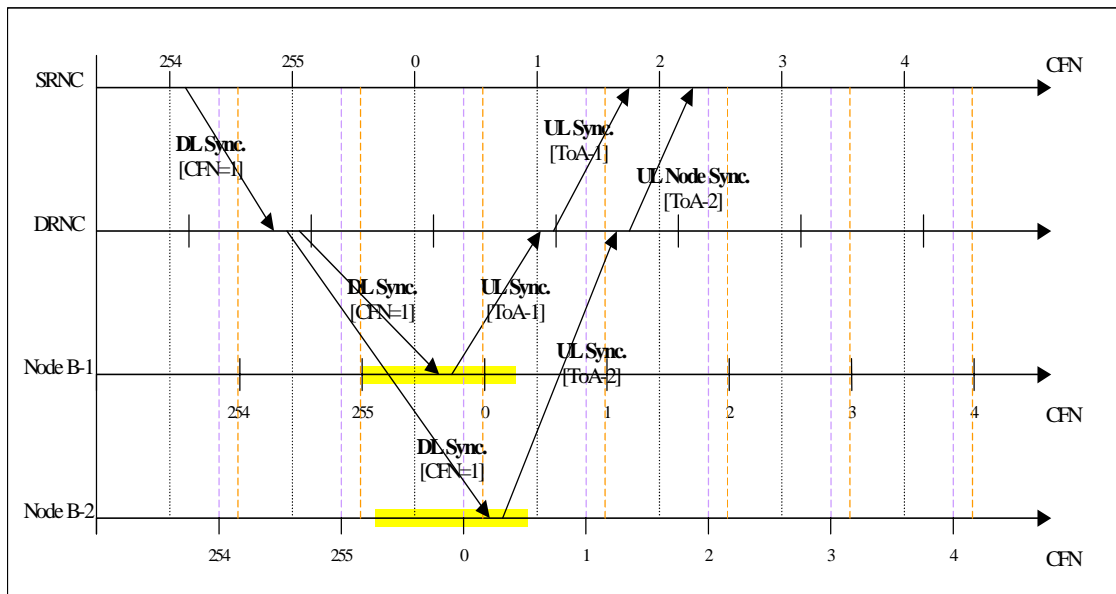 254 255 0 1 2 3 4 CFN
SRNC
UL Sync.
[ToA-1]
DL Sync.
[CFN=1]
UL Node Sync.
[ToA-2]
DRNC
DL Sync.
[CFN=1]
UL Sync.
[ToA-1]
UL Sync.
[ToA-2]
Node B-1
254 255 0 1 2 3 4 CFN
DL Sync.
[CFN=1]
Node B-2
254 255 0 1 2 3 4 CFN